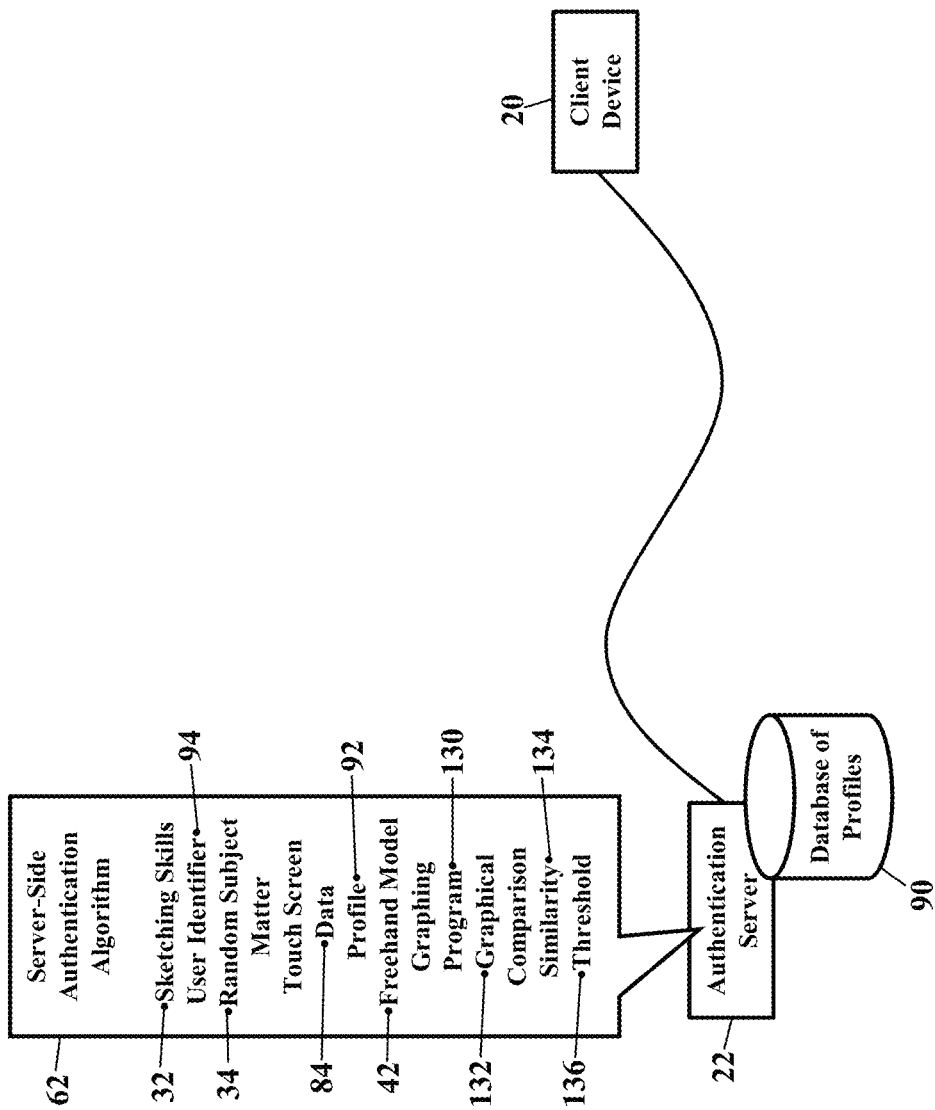 62
Server-Side
Authentication
Algorithm
32
Sketching Skills
User Identifier
94
34
Random Subject
Matter
Touch Screen
84
Data
Profile
92
42
Freehand Model
Graphing
Program
130
132
Graphical
Comparison
Similarity
134
136
Threshold
22
Authentication
Server
Database of
Profiles
90
20
Client
Device